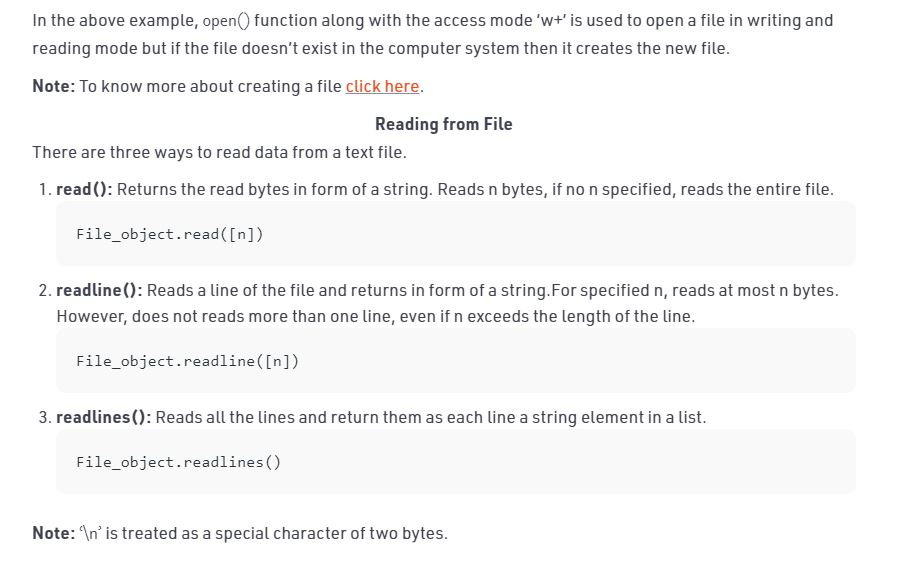 In the above example, open() function along with the access mode ‘w+’ is used to open a file in writing and
reading mode but if the file doesn’t exist in the computer system then it creates the new file.
Note: To know more about creating a file click here.
Reading from File
There are three ways to read data from a text file.
1. read(): Returns the read bytes in form of a string. Reads n bytes, if no n specified, reads the entire file.
File_object.read([n])
2. readline(): Reads a line of the file and returns in form of a string.For specified n, reads at most n bytes.
However, does not reads more than one line, even if n exceeds the length of the line.
File_object.readline([n])
3. readlines(): Reads all the lines and return them as each line a string element in a list.
File_object.readlines()
Note: ‘\n’ is treated as a special character of two bytes.